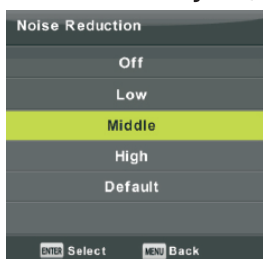 Noise Reduction
Off
Low
Middle
High
Default
ENTER Select MENU Back